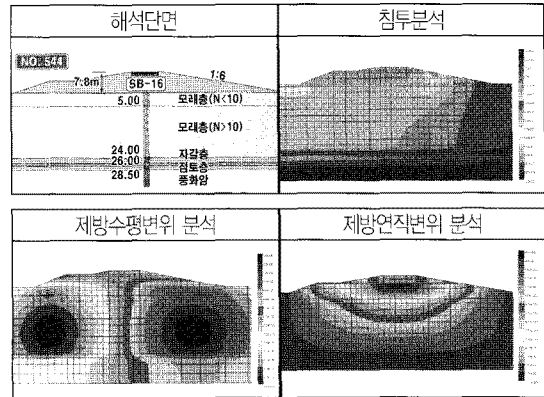 해석단면
침투분석
NO. 544
7.8m
SB-16
1:6
5.00
모래층(N<10)
모래층(N>10)
24.00
자갈층
26.00
점토층
28.50
풍화암
제방수평변위 분석
제방연직변위 분석